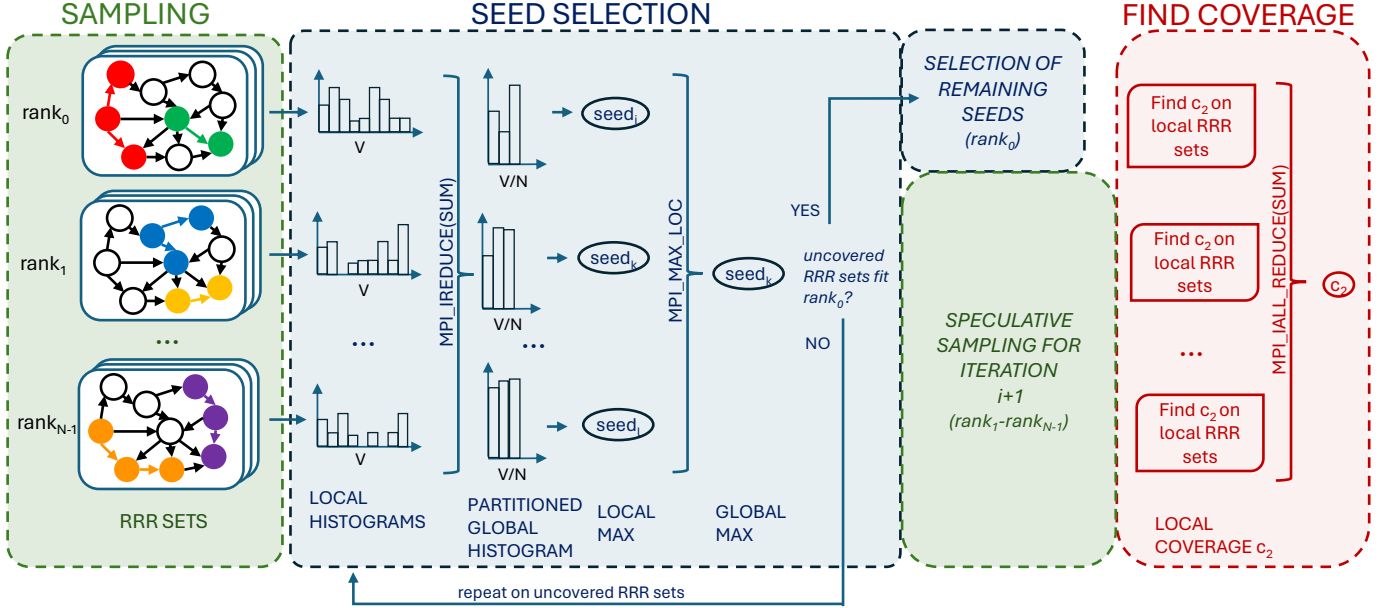 SAMPLING
rank0
rank1
...
rankN-1
RRR SETS
SEED SELECTION
V
V
...
V
LOCAL
HISTOGRAMS
MPI_IREDUCE(SUM)
V/N
V/N
...
V/N
PARTITIONED
GLOBAL
HISTOGRAM
seedi
seedk
seedl
LOCAL
MAX
MPI_MAX_LOC
seedk
GLOBAL
MAX
YES
uncovered
RRR sets fit
rank0?
NO
repeat on uncovered RRR sets
SELECTION OF
REMAINING
SEEDS
(rank0)
SPECULATIVE
SAMPLING FOR
ITERATION
i+1
(rank1-rankN-1)
FIND COVERAGE
Find c2 on
local RRR
sets
Find c2 on
local RRR
sets
...
Find c2 on
local RRR
sets
MPI_IALL_REDUCE(SUM)
c2
LOCAL
COVERAGE c2